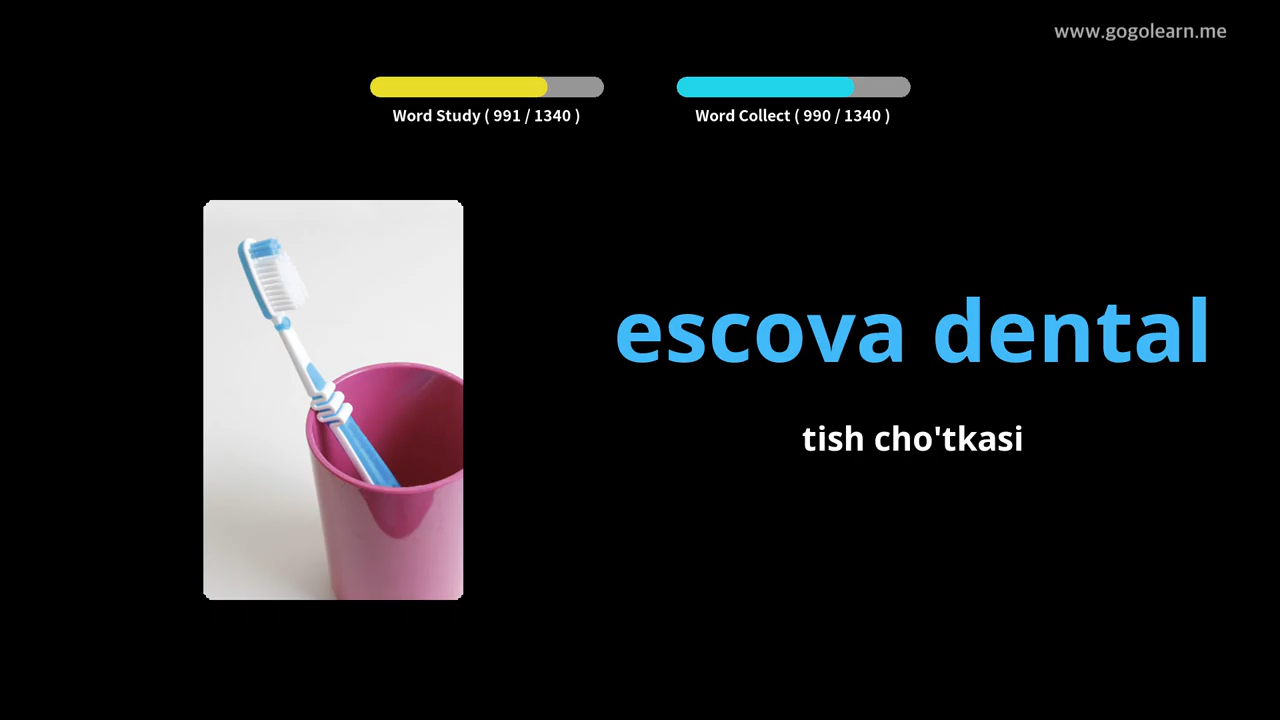 www.gogolearn.me
Word Study ( 991 / 1340 )
Word Collect ( 990 / 1340 )
escova dental
tish cho'tkasi